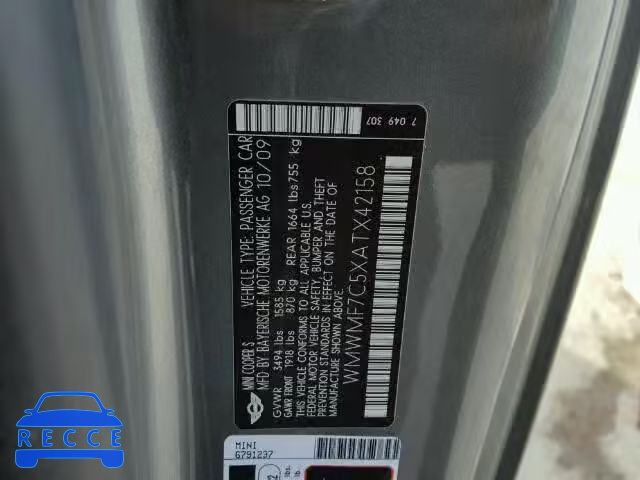 MINI COOPER S VEHICLE TYPE: PASSENGER CAR
MFD BY BAYERISCHE MOTORENWERKE AG 10/09
GVWR 3494 lbs 1585 kg
GAWR FRONT 1918 lbs 870 kg REAR 1664 lbs 755 kg
THIS VEHICLE CONFORMS TO ALL APPLICABLE U.S.
FEDERAL MOTOR VEHICLE SAFETY, BUMPER AND THEFT
PREVENTION STANDARDS IN EFFECT ON THE DATE OF
MANUFACTURE SHOWN ABOVE.
WMWMF7C5XATX42158
7 049 307
MINI
6791237
lbs.
RECCE